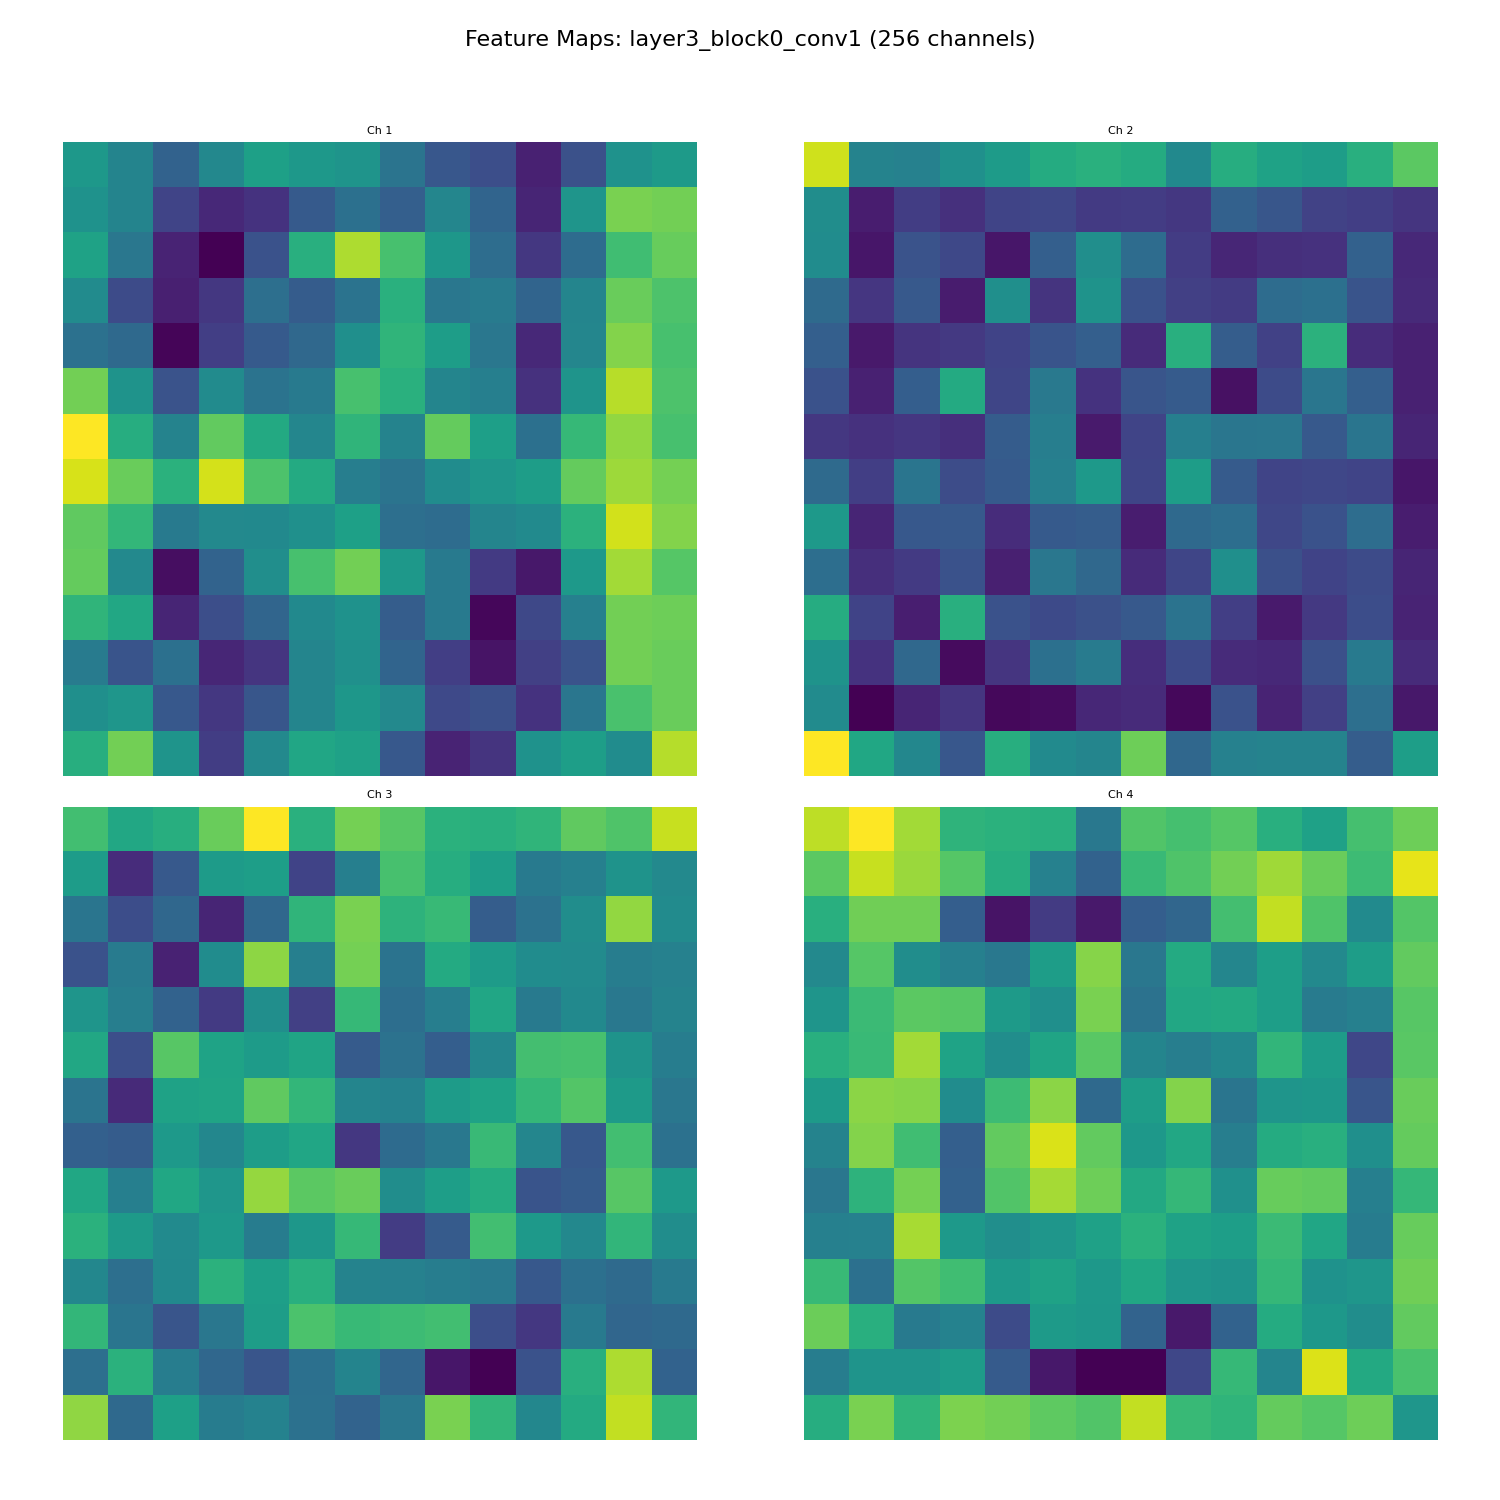 Feature Maps: layer3_block0_conv1 (256 channels)
Ch 1
Ch 2
Ch 3
Ch 4